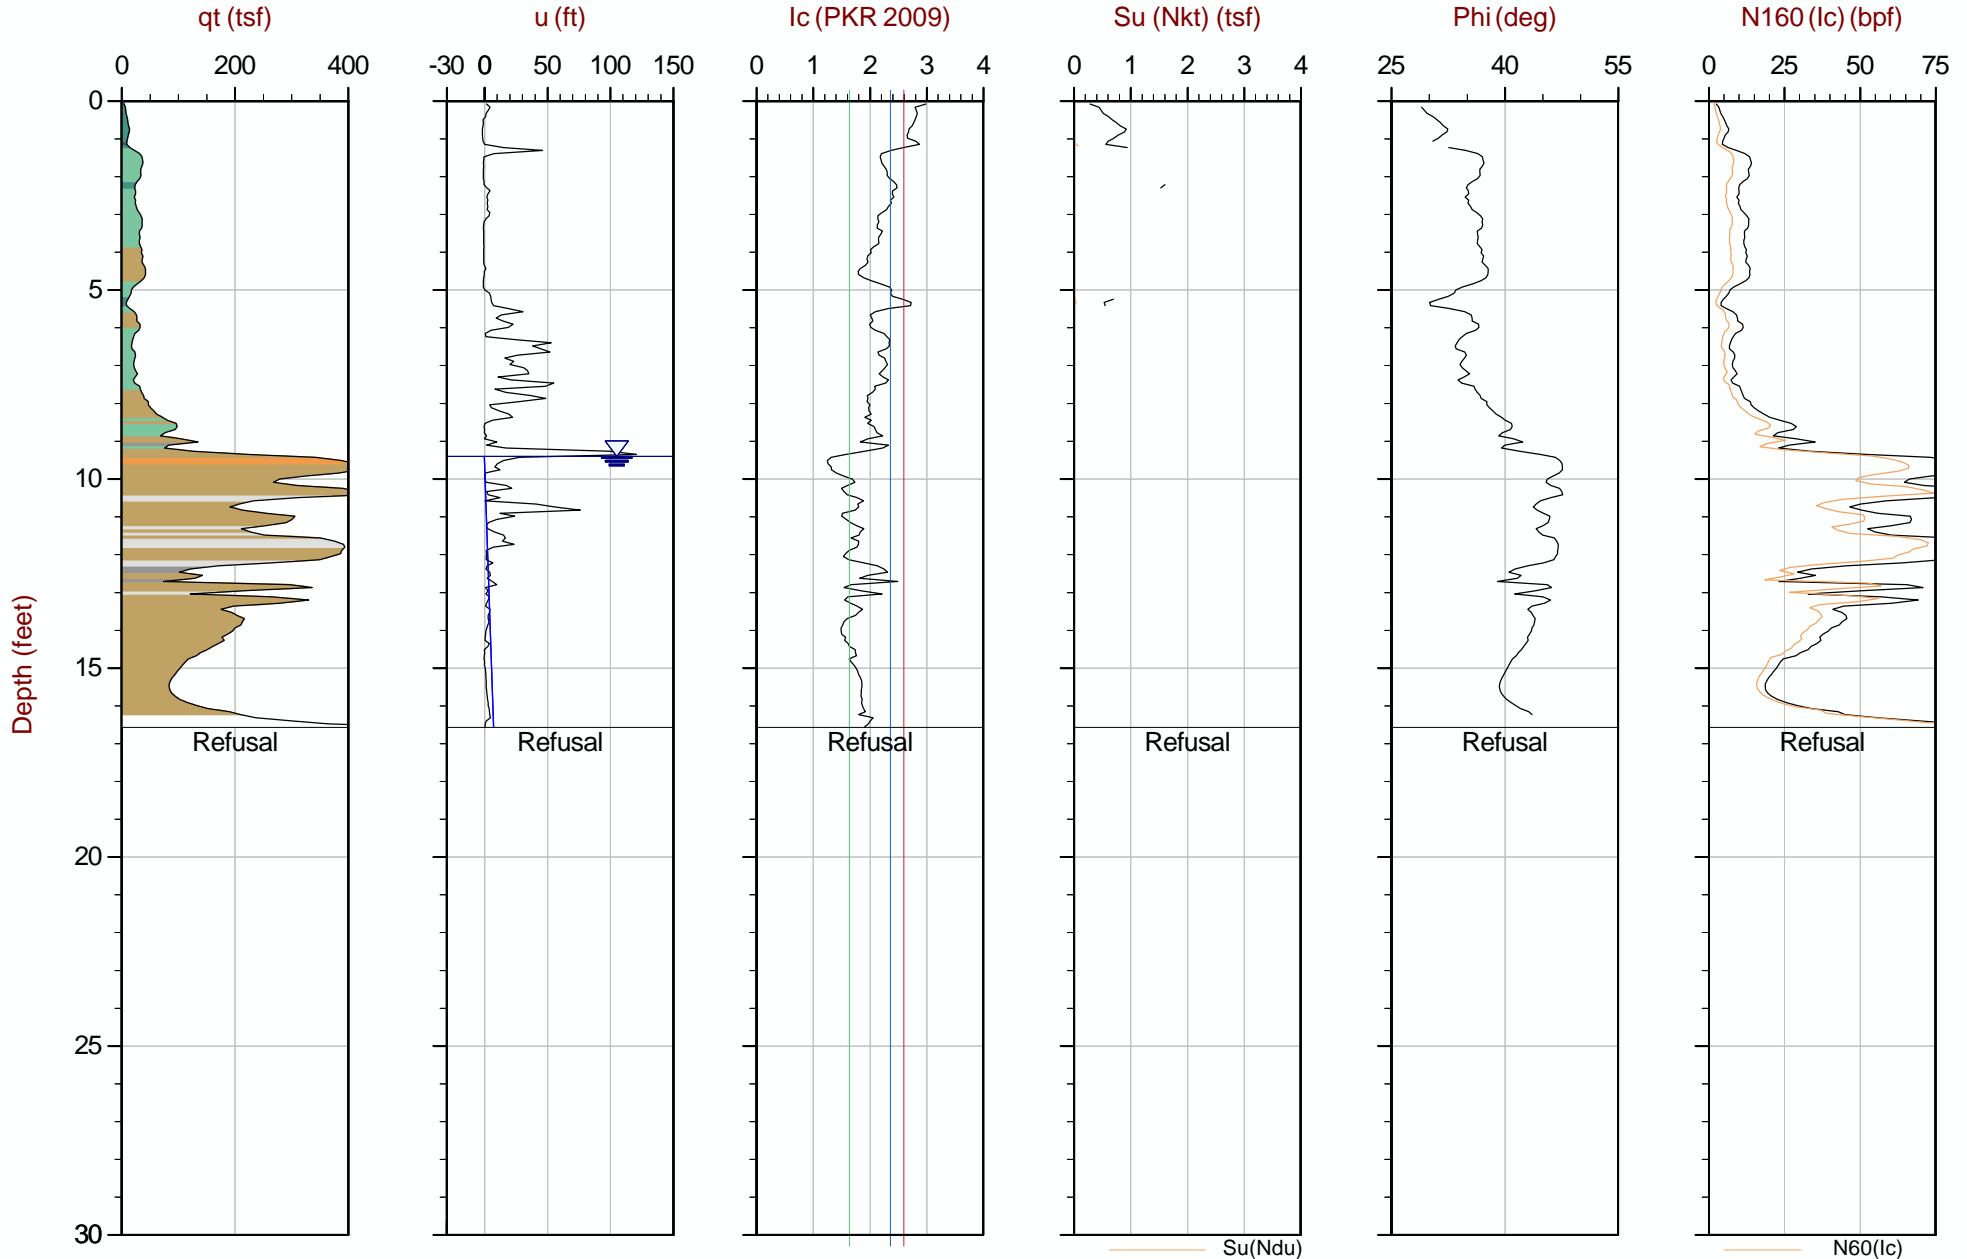 qt (tsf) u (ft) Ic (PKR 2009) Su (Nkt) (tsf) Phi (deg) N160 (Ic) (bpf)
0 200 400 -30 0 50 100 150 0 1 2 3 4 0 1 2 3 4 25 40 55 0 25 50 75
0
5
10
15
Depth (feet)
Refusal Refusal Refusal Refusal Refusal Refusal
20
25
30
Su(Ndu) N60(Ic)